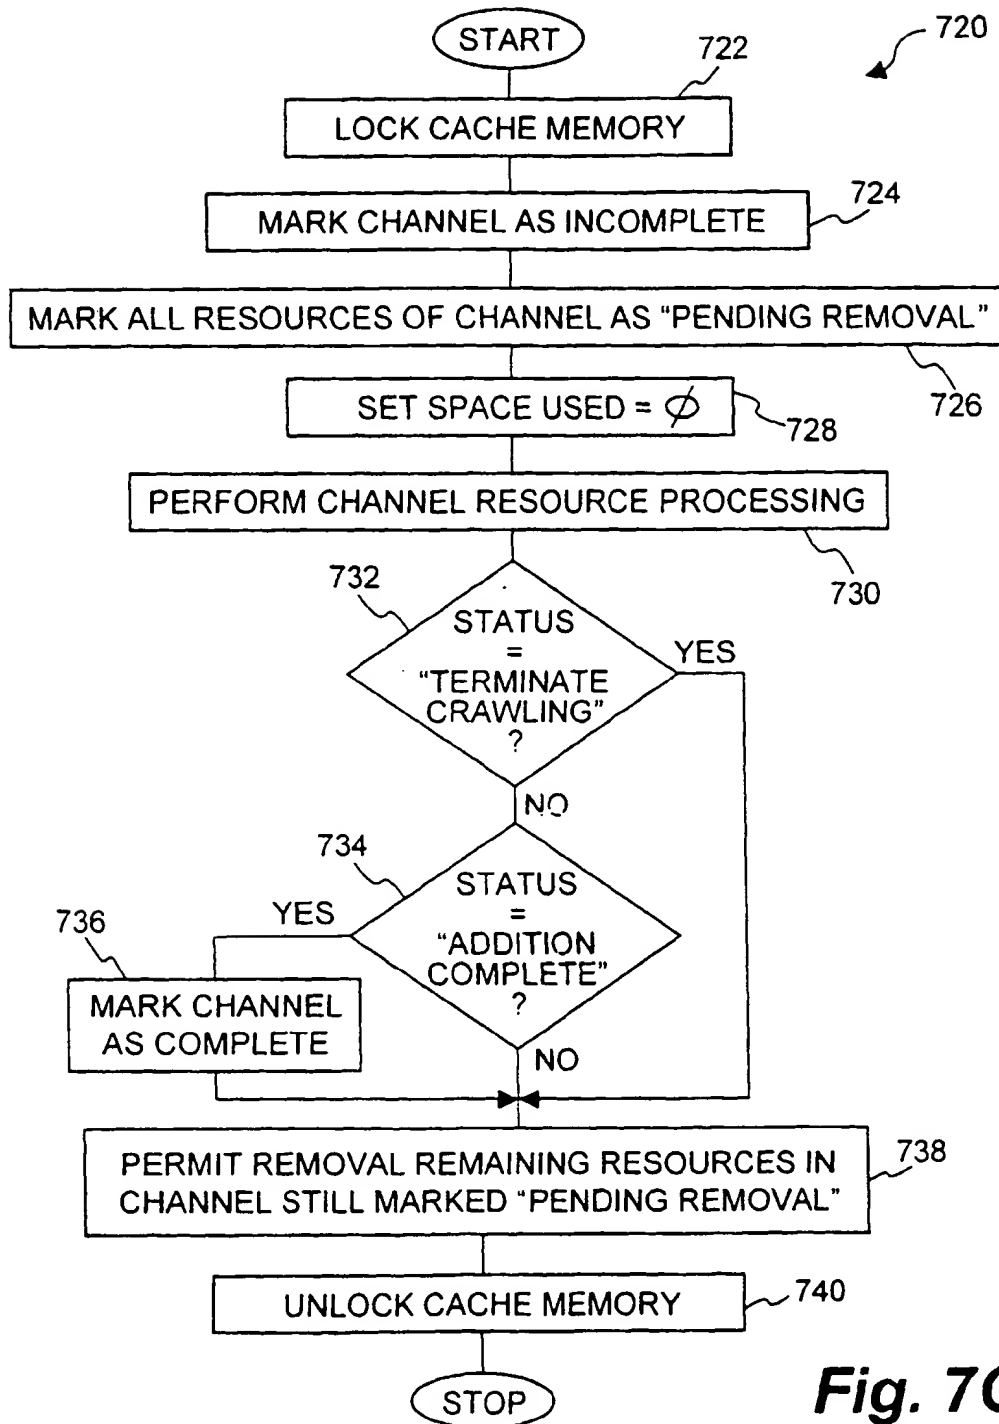 START
720
722
LOCK CACHE MEMORY
724
MARK CHANNEL AS INCOMPLETE
MARK ALL RESOURCES OF CHANNEL AS “PENDING REMOVAL”
726
SET SPACE USED = ∅
728
PERFORM CHANNEL RESOURCE PROCESSING
730
732
STATUS
=
“TERMINATE
CRAWLING”
?
YES
NO
734
STATUS
=
“ADDITION
COMPLETE”
?
YES
736
MARK CHANNEL
AS COMPLETE
NO
PERMIT REMOVAL REMAINING RESOURCES IN
CHANNEL STILL MARKED “PENDING REMOVAL”
738
UNLOCK CACHE MEMORY
740
STOP
Fig.